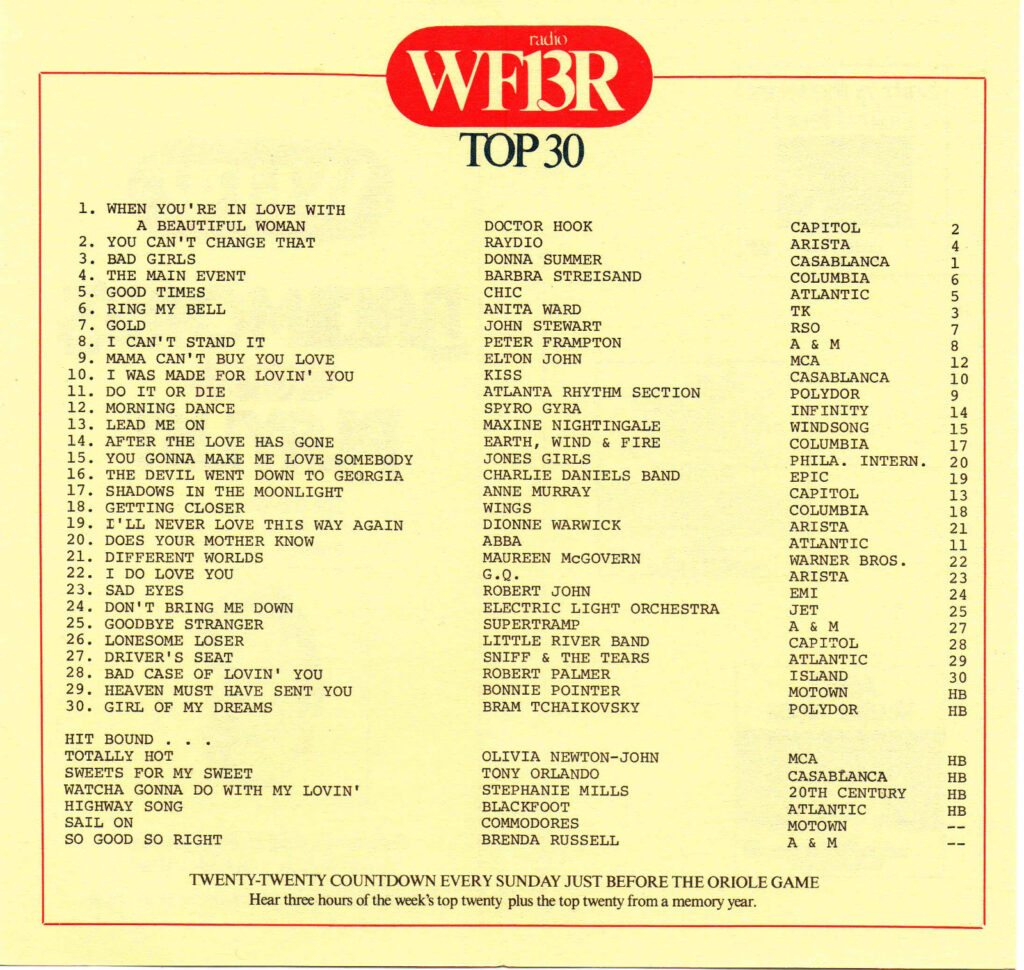 radio
WF13R
TOP 30
1. WHEN YOU'RE IN LOVE WITH
A BEAUTIFUL WOMAN DOCTOR HOOK CAPITOL 2
2. YOU CAN'T CHANGE THAT RAYDIO ARISTA 4
3. BAD GIRLS DONNA SUMMER CASABLANCA 1
4. THE MAIN EVENT BARBRA STREISAND COLUMBIA 6
5. GOOD TIMES CHIC ATLANTIC 5
6. RING MY BELL ANITA WARD TK 3
7. GOLD JOHN STEWART RSO 7
8. I CAN'T STAND IT PETER FRAMPTON A & M 8
9. MAMA CAN'T BUY YOU LOVE ELTON JOHN MCA 12
10. I WAS MADE FOR LOVIN' YOU KISS CASABLANCA 10
11. DO IT OR DIE ATLANTA RHYTHM SECTION POLYDOR 9
12. MORNING DANCE SPYRO GYRA INFINITY 14
13. LEAD ME ON MAXINE NIGHTINGALE WINDSONG 15
14. AFTER THE LOVE HAS GONE EARTH, WIND & FIRE COLUMBIA 17
15. YOU GONNA MAKE ME LOVE SOMEBODY JONES GIRLS PHILA. INTERN. 20
16. THE DEVIL WENT DOWN TO GEORGIA CHARLIE DANIELS BAND EPIC 19
17. SHADOWS IN THE MOONLIGHT ANNE MURRAY CAPITOL 13
18. GETTING CLOSER WINGS COLUMBIA 18
19. I'LL NEVER LOVE THIS WAY AGAIN DIONNE WARWICK ARISTA 21
20. DOES YOUR MOTHER KNOW ABBA ATLANTIC 11
21. DIFFERENT WORLDS MAUREEN McGOVERN WARNER BROS. 22
22. I DO LOVE YOU G.Q. ARISTA 23
23. SAD EYES ROBERT JOHN EMI 24
24. DON'T BRING ME DOWN ELECTRIC LIGHT ORCHESTRA JET 25
25. GOODBYE STRANGER SUPERTRAMP A & M 27
26. LONESOME LOSER LITTLE RIVER BAND CAPITOL 28
27. DRIVER'S SEAT SNIFF & THE TEARS ATLANTIC 29
28. BAD CASE OF LOVIN' YOU ROBERT PALMER ISLAND 30
29. HEAVEN MUST HAVE SENT YOU BONNIE POINTER MOTOWN HB
30. GIRL OF MY DREAMS BRAM TCHAIKOVSKY POLYDOR HB
HIT BOUND . . .
TOTALLY HOT OLIVIA NEWTON-JOHN MCA HB
SWEETS FOR MY SWEET TONY ORLANDO CASABLANCA HB
WATCHA GONNA DO WITH MY LOVIN' STEPHANIE MILLS 20TH CENTURY HB
HIGHWAY SONG BLACKFOOT ATLANTIC HB
SAIL ON COMMODORES MOTOWN --
SO GOOD SO RIGHT BRENDA RUSSELL A & M --
TWENTY-TWENTY COUNTDOWN EVERY SUNDAY JUST BEFORE THE ORIOLE GAME
Hear three hours of the week's top twenty plus the top twenty from a memory year.